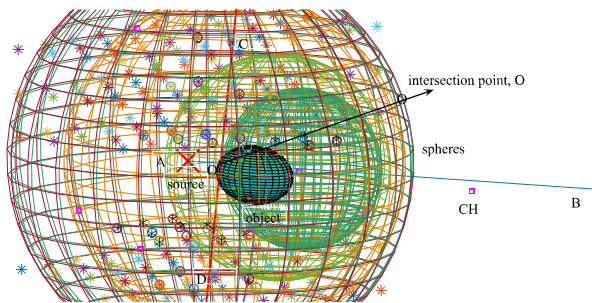 C
intersection point, O
A
spheres
source
O
CH
B
object
D